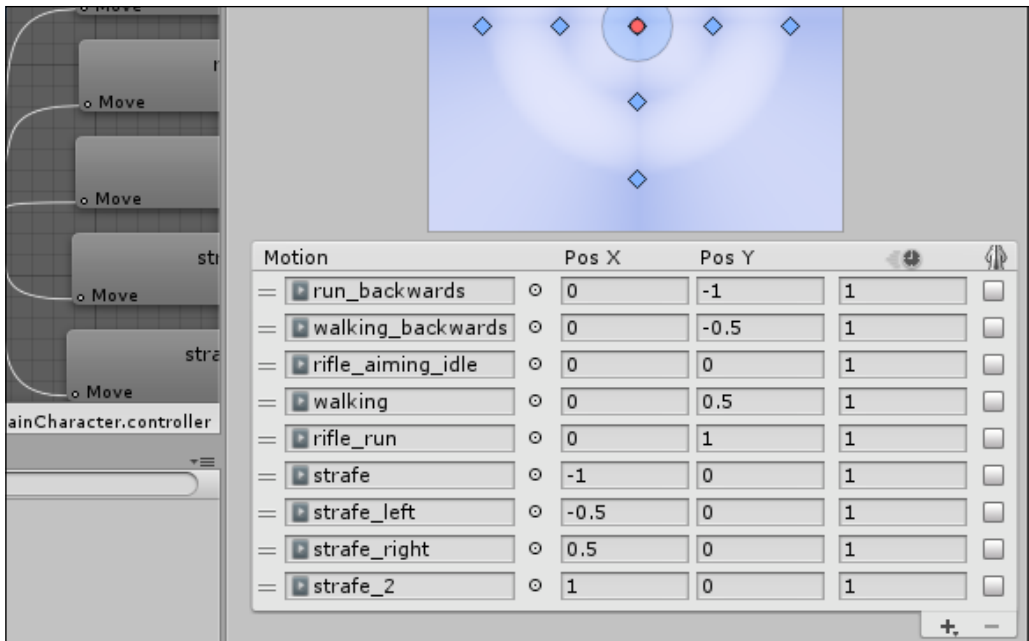 Move
Move
str
Move
stra
Move
ainCharacter.controller
Motion Pos X Pos Y
run_backwards 0 -1 1
walking_backwards 0 -0.5 1
rifle_aiming_idle 0 0 1
walking 0 0.5 1
rifle_run 0 1 1
strafe -1 0 1
strafe_left -0.5 0 1
strafe_right 0.5 0 1
strafe_2 1 0 1